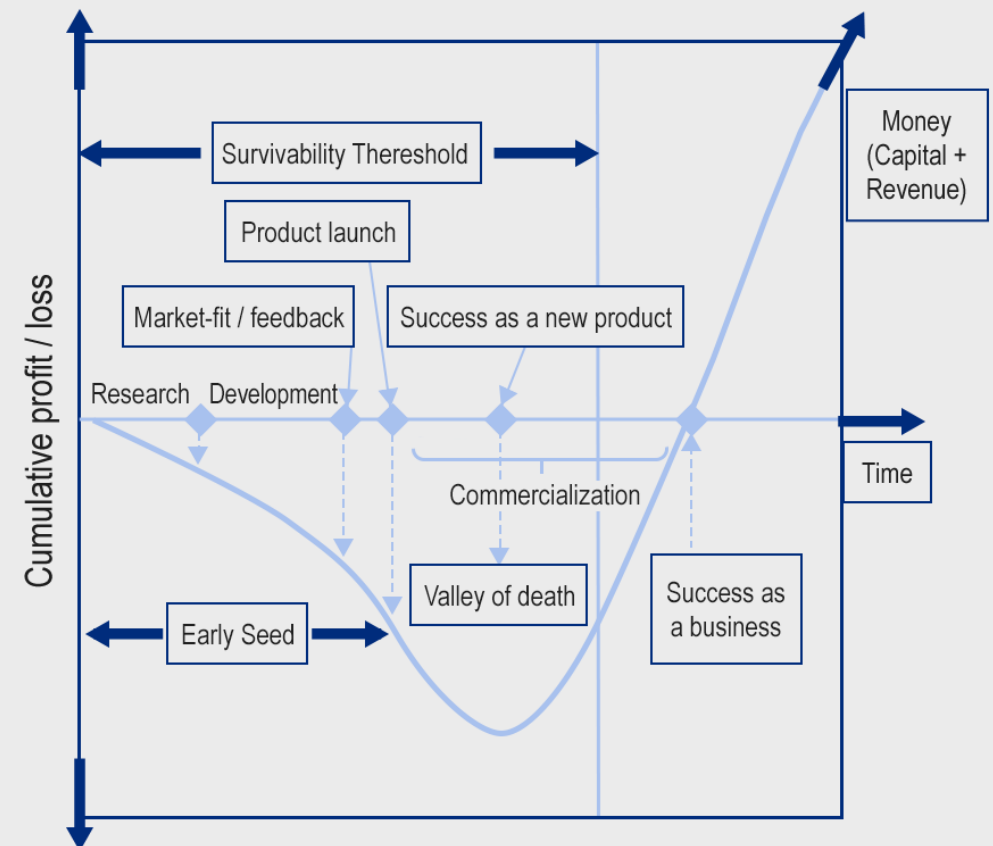 Survivability Thereshold
Money
(Capital +
Revenue)
Product launch
Market-fit / feedback
Success as a new product
Cumulative profit / loss
Research
Development
Time
Commercialization
Valley of death
Success as
a business
Early Seed